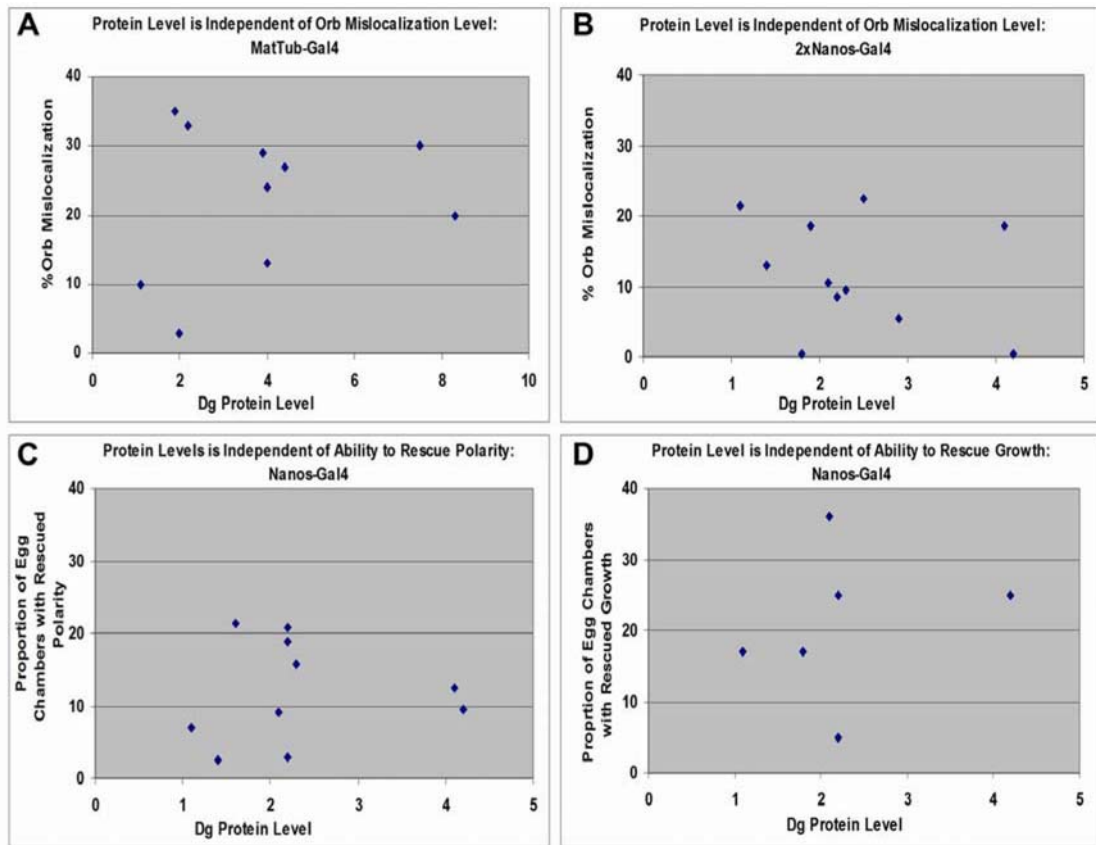 A
Protein Level is Independent of Orb Mislocalization Level:
MatTub-Gal4
%Orb Mislocalization
40
30
20
10
0
0 2 4 6 8 10
Dg Protein Level
B
Protein Level is Independent of Orb Mislocalization Level:
2xNanos-Gal4
% Orb Mislocalization
40
30
20
10
0
0 1 2 3 4 5
Dg Protein Level
C
Protein Levels is Independent of Ability to Rescue Polarity:
Nanos-Gal4
Proportion of Egg
Chambers with Rescued
Polarity
40
30
20
10
0
0 1 2 3 4 5
Dg Protein Level
D
Protein Level is Independent of Ability to Rescue Growth:
Nanos-Gal4
Proprtion of Egg Chambers
with Rescued Growth
40
30
20
10
0
0 1 2 3 4 5
Dg Protein Level